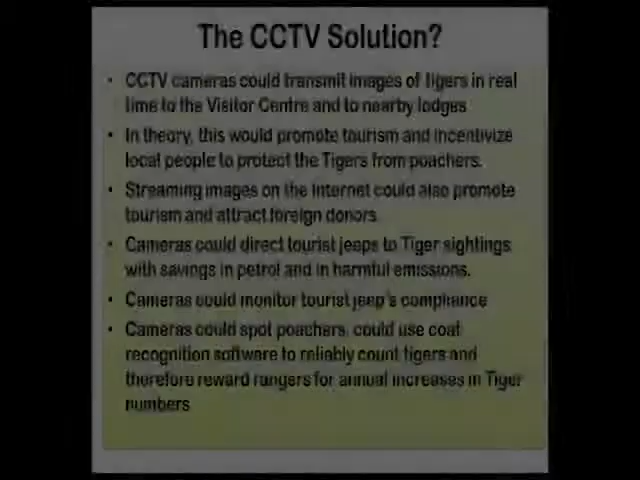 The CCTV Solution?
• CCTV cameras could transmit images of tigers in real
time to the Visitor Centre and to nearby lodges
• In theory, this would promote tourism and incentivize
local people to protect the Tigers from poachers.
• Streaming images on the Internet could also promote
tourism and attract foreign donors
• Cameras could direct tourist jeeps to Tiger sightings
with savings in petrol and in harmful emissions.
• Cameras could monitor tourist jeep's compliance
• Cameras could spot poachers, could use coat
recognition software to reliably count tigers and
therefore reward rangers for annual increases in Tiger
numbers